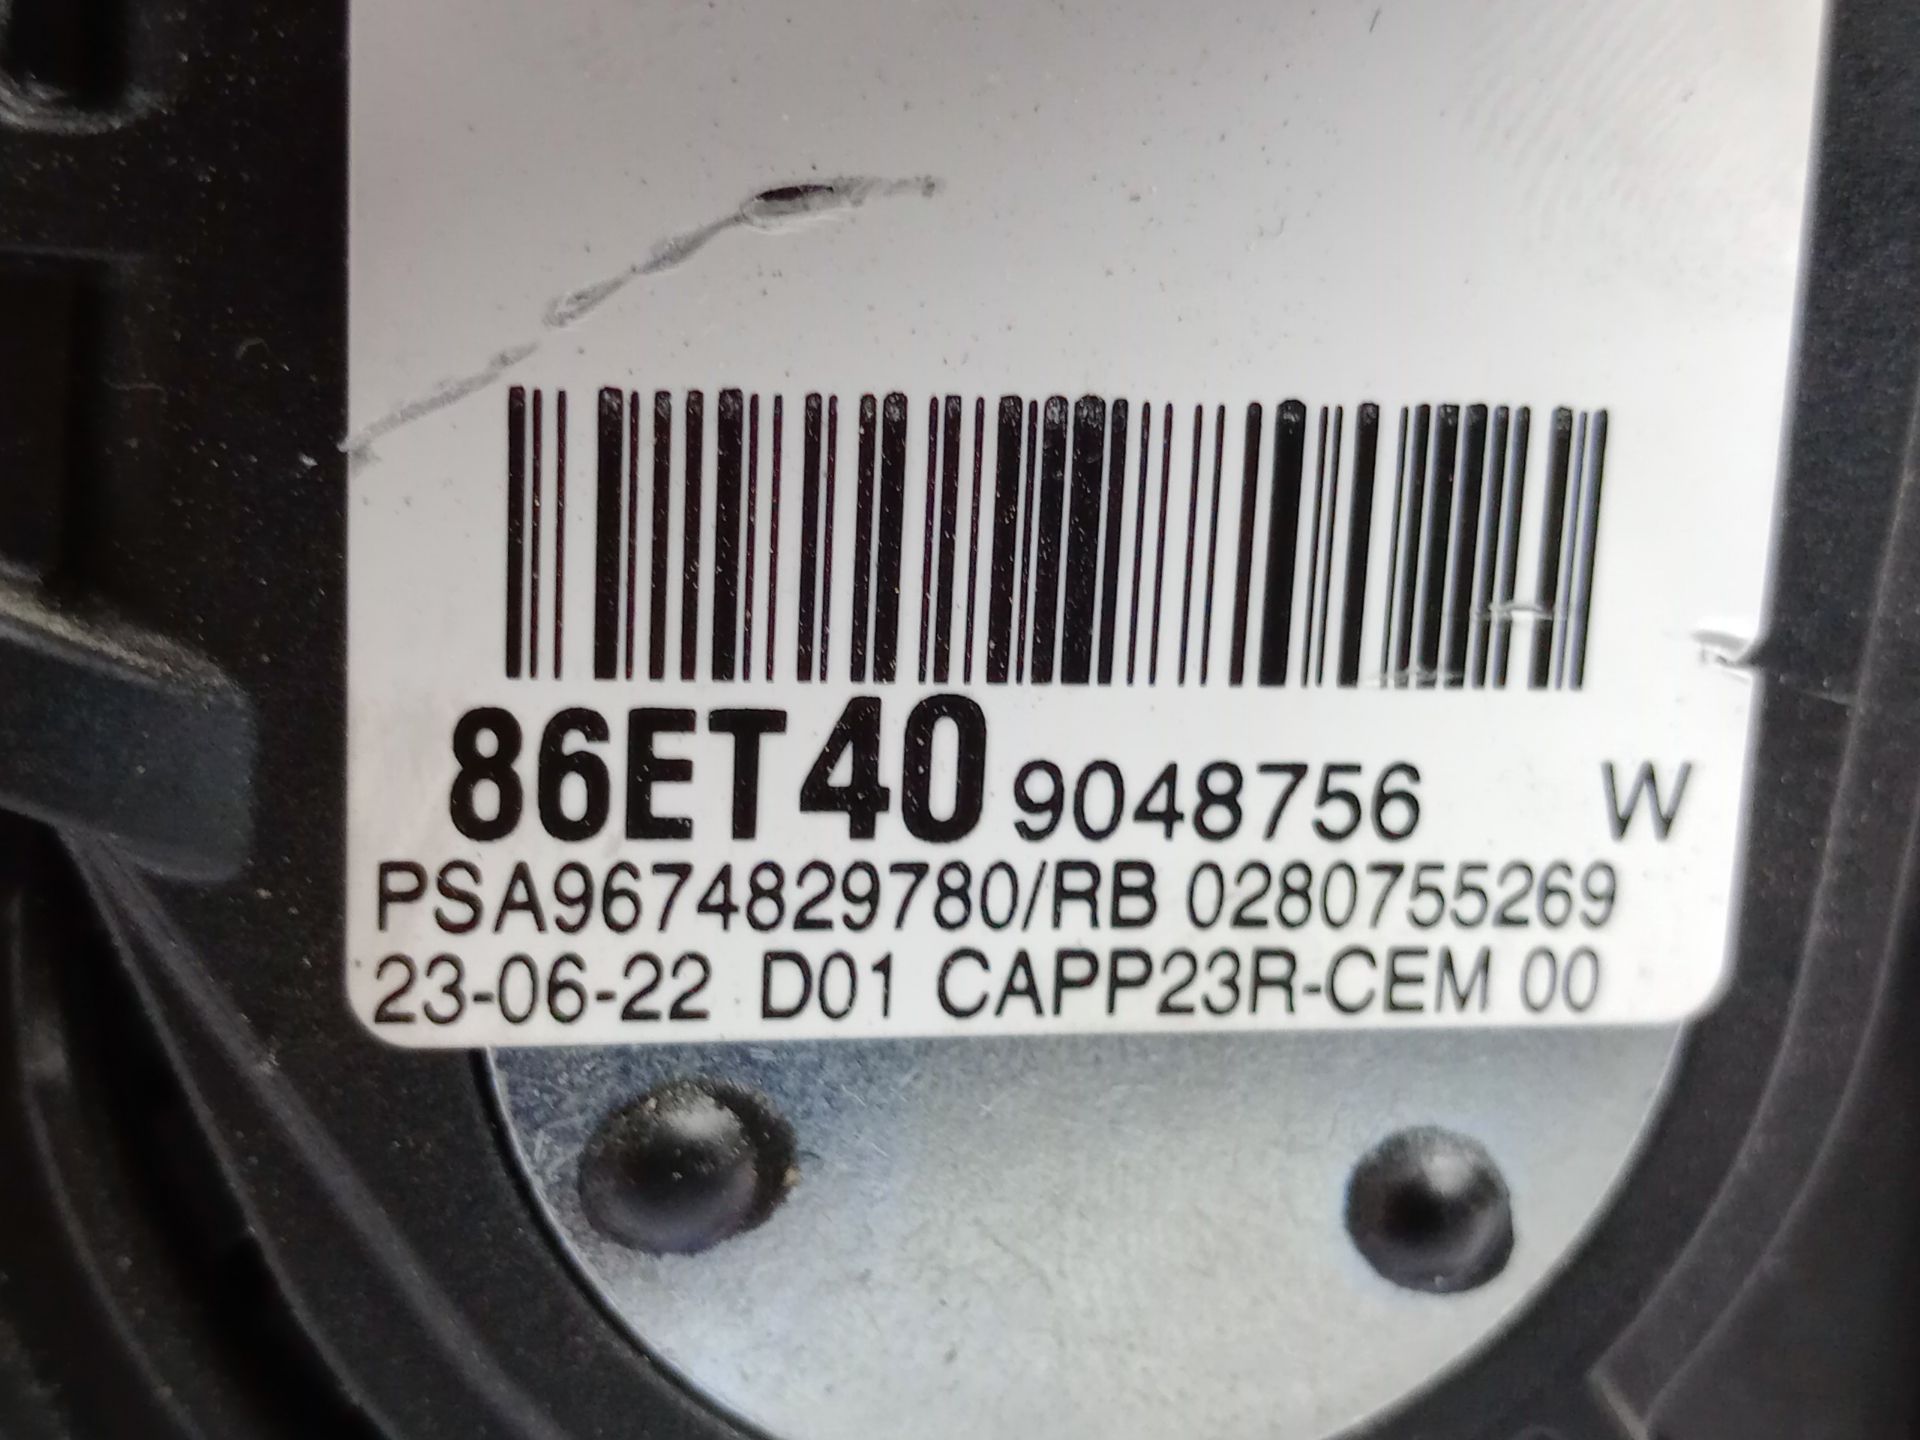 86ET40 9048756 W
PSA9674829780/RB 0280755269
23-06-22 D01 CAPP23R-CEM 00